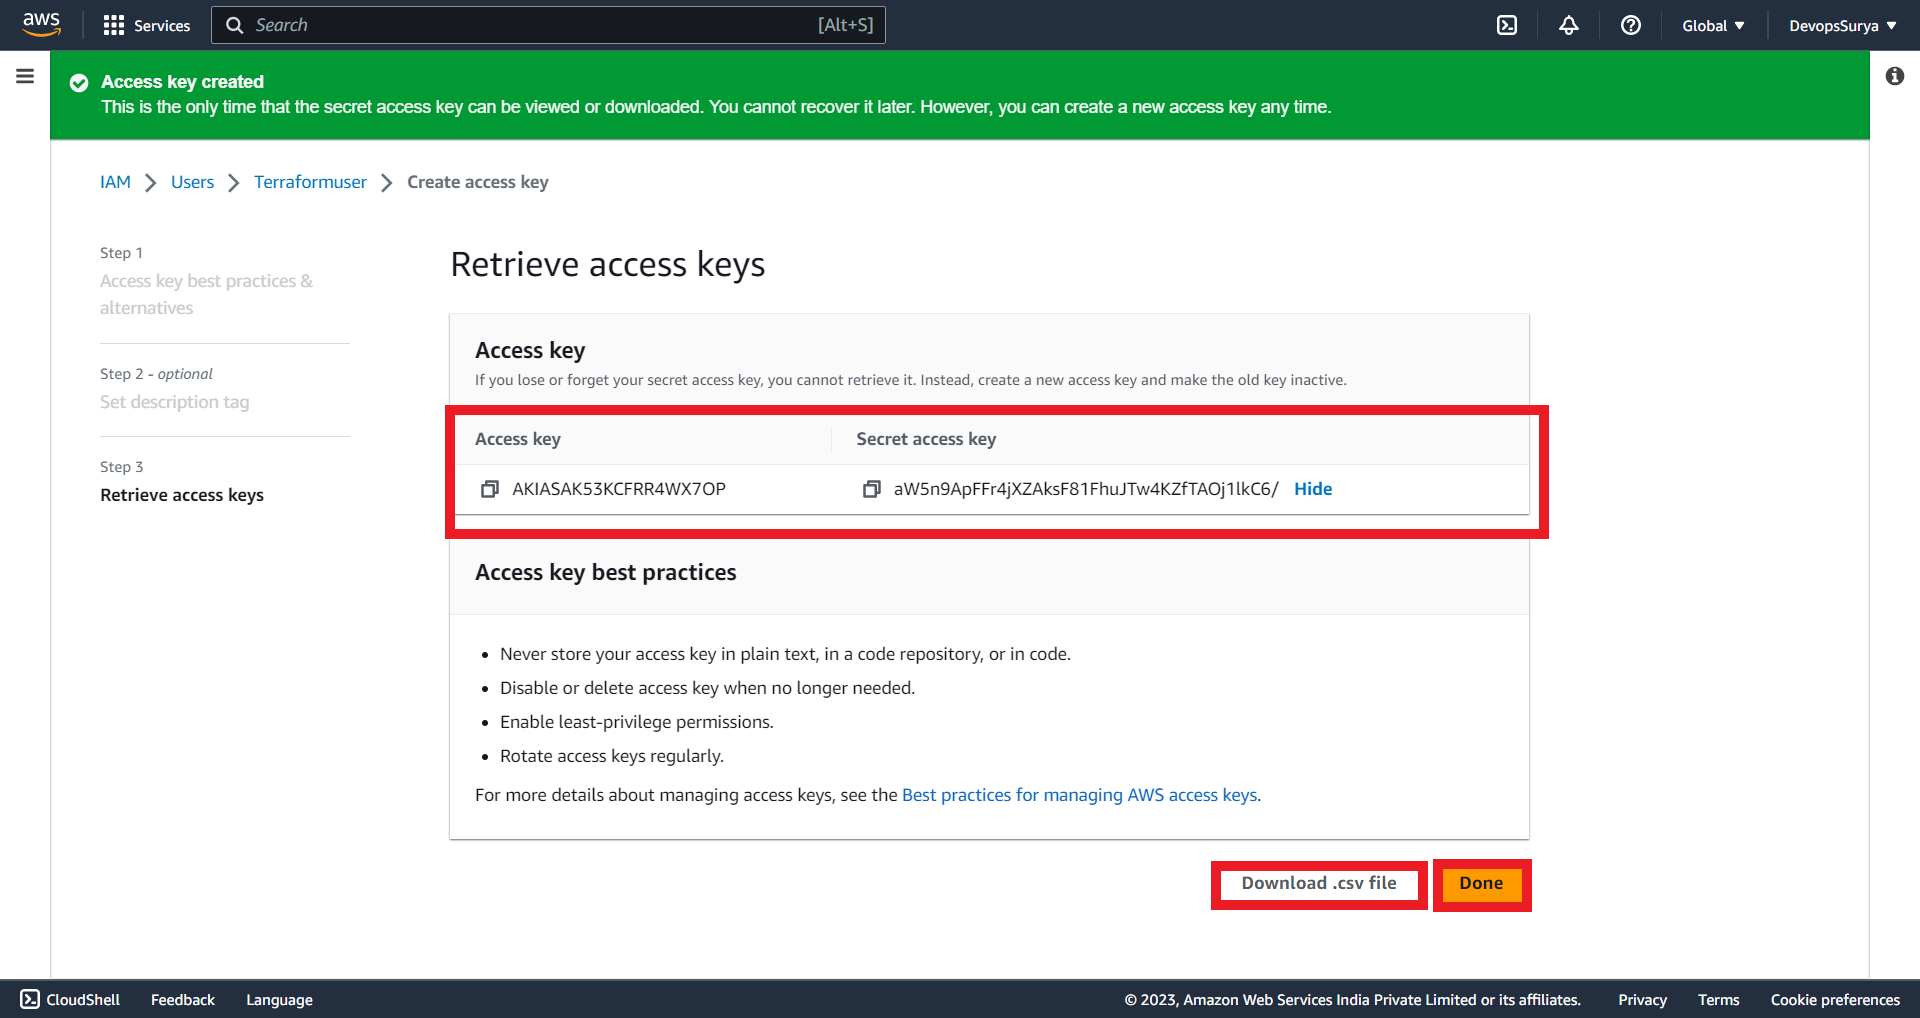 aws
Services
Search
[Alt+S]
Global
DevopsSurya
Access key created
This is the only time that the secret access key can be viewed or downloaded. You cannot recover it later. However, you can create a new access key any time.
IAM
Users
Terraformuser
Create access key
Step 1
Access key best practices &
alternatives
Step 2 - optional
Set description tag
Step 3
Retrieve access keys
Retrieve access keys
Access key
If you lose or forget your secret access key, you cannot retrieve it. Instead, create a new access key and make the old key inactive.
Access key
Secret access key
AKIASAK53KCFRR4WX7OP
aW5n9ApFFr4jXZAksF81FhuJTw4KZfTAOj1lkC6/
Hide
Access key best practices
Never store your access key in plain text, in a code repository, or in code.
Disable or delete access key when no longer needed.
Enable least-privilege permissions.
Rotate access keys regularly.
For more details about managing access keys, see the Best practices for managing AWS access keys.
Download .csv file
Done
CloudShell
Feedback
Language
© 2023, Amazon Web Services India Private Limited or its affiliates.
Privacy
Terms
Cookie preferences